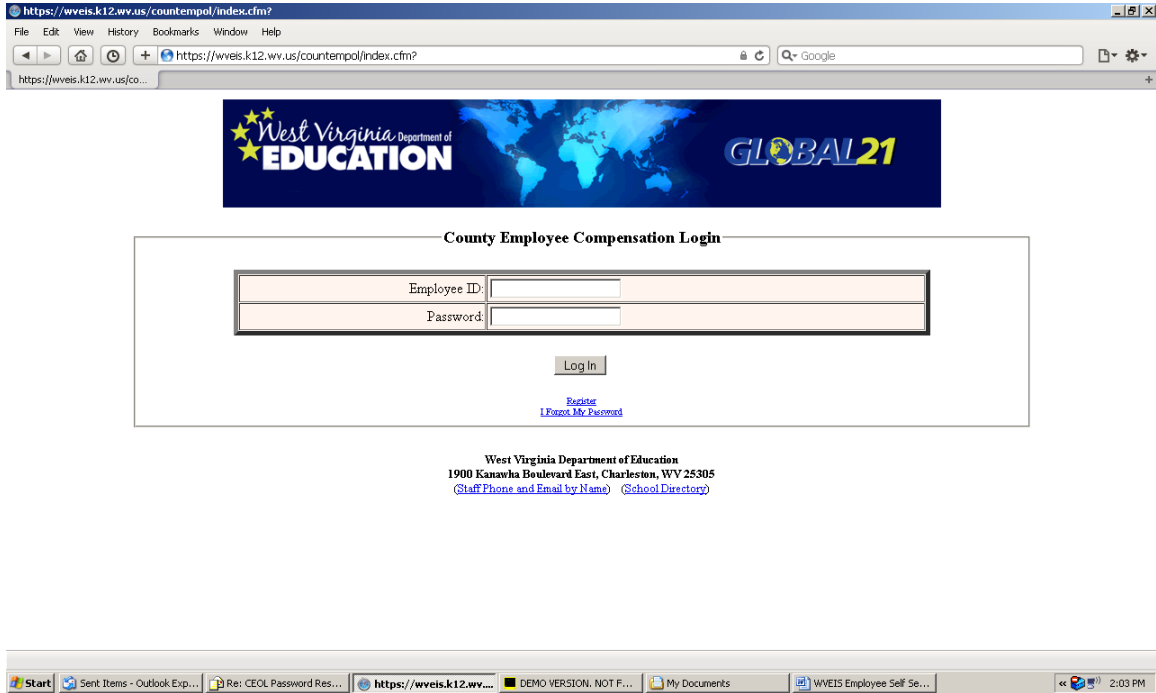 https://wveis.k12.wv.us/countempol/index.cfm?
File Edit View History Bookmarks Window Help
https://wveis.k12.wv.us/countempol/index.cfm?
Google
https://wveis.k12.wv.us/co...
West Virginia Department of
EDUCATION
GLOBAL21
County Employee Compensation Login
Employee ID:
Password:
Log In
Register
I Forgot My Password
West Virginia Department of Education
1900 Kanawha Boulevard East, Charleston, WV 25305
(Staff Phone and Email by Name) (School Directory)
Start Sent Items - Outlook Exp... Re: CEOL Password Res... https://wveis.k12.wv.... DEMO VERSION. NOT F... My Documents WVEIS Employee Self Se... 2:03 PM